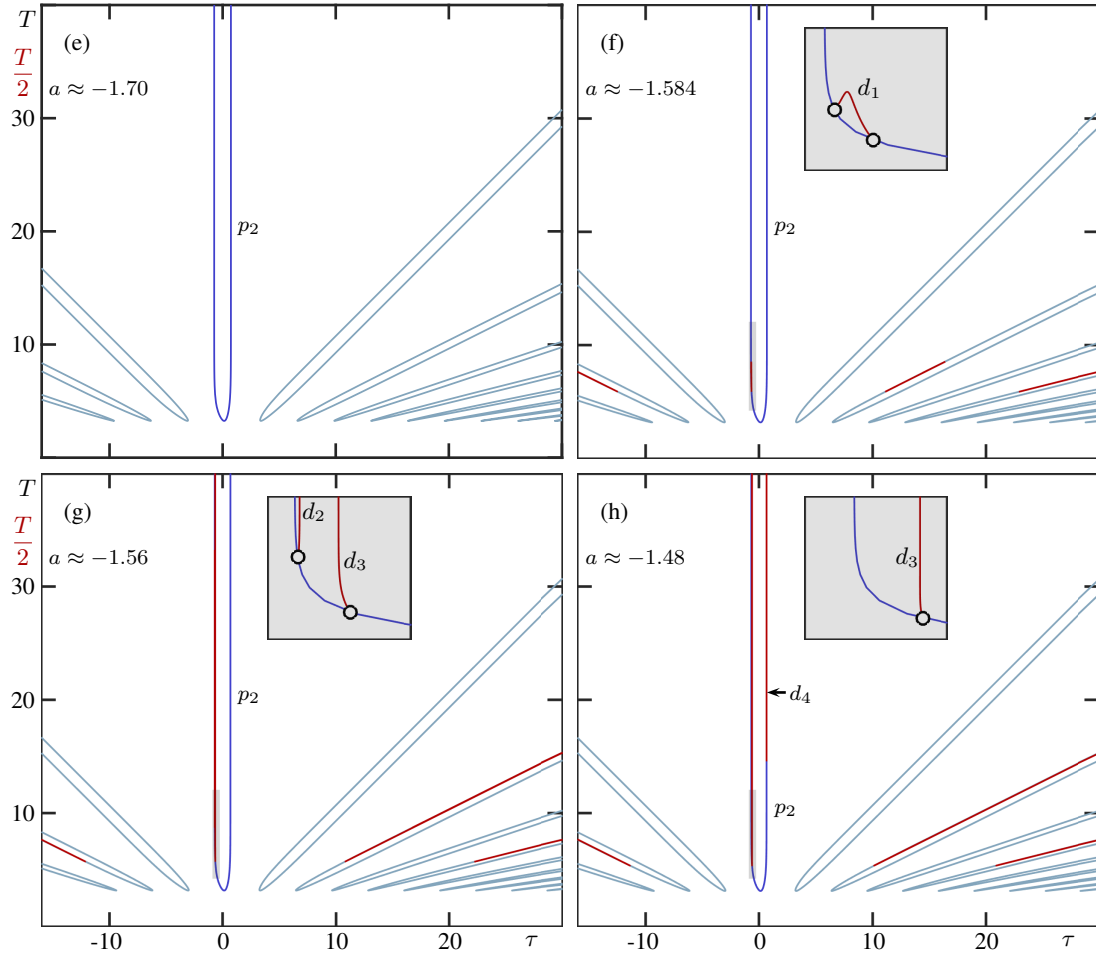 T
(e)
(f)
T/2
d₁
a ≈ −1.70
a ≈ −1.584
30
p₂
p₂
20
10
T
(g)
(h)
T/2
d₂
a ≈ −1.56
a ≈ −1.48
d₃
d₃
30
p₂
d₄
20
p₂
10
-10
0
10
20
τ
-10
0
10
20
τ